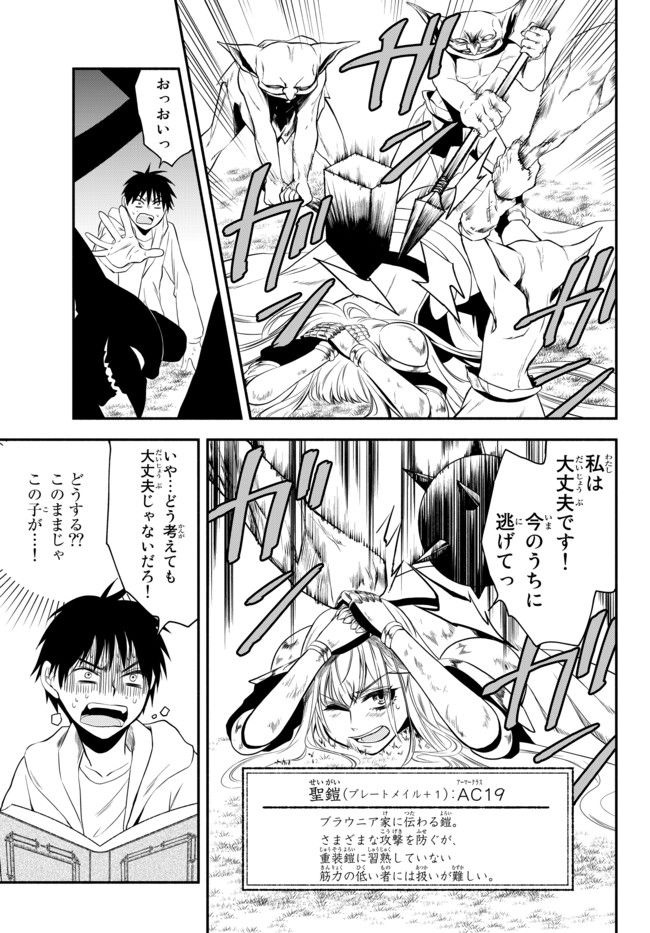 ガッ
ガッ
ガッ
ガッ
おっおいっ
私は
大丈夫です！
今のうちに
逃げてっ
ガッ
ガッ
ガッ
聖鎧（プレートメイル＋１）：AC19
ブラウニア家に伝わる鎧。
さまざまな攻撃を防ぐが、
重装鎧に習熟していない
筋力の低い者には扱いが難しい。
いや…どう考えても
大丈夫じゃないだろ！
どうする??
このままじゃ
この子が…！